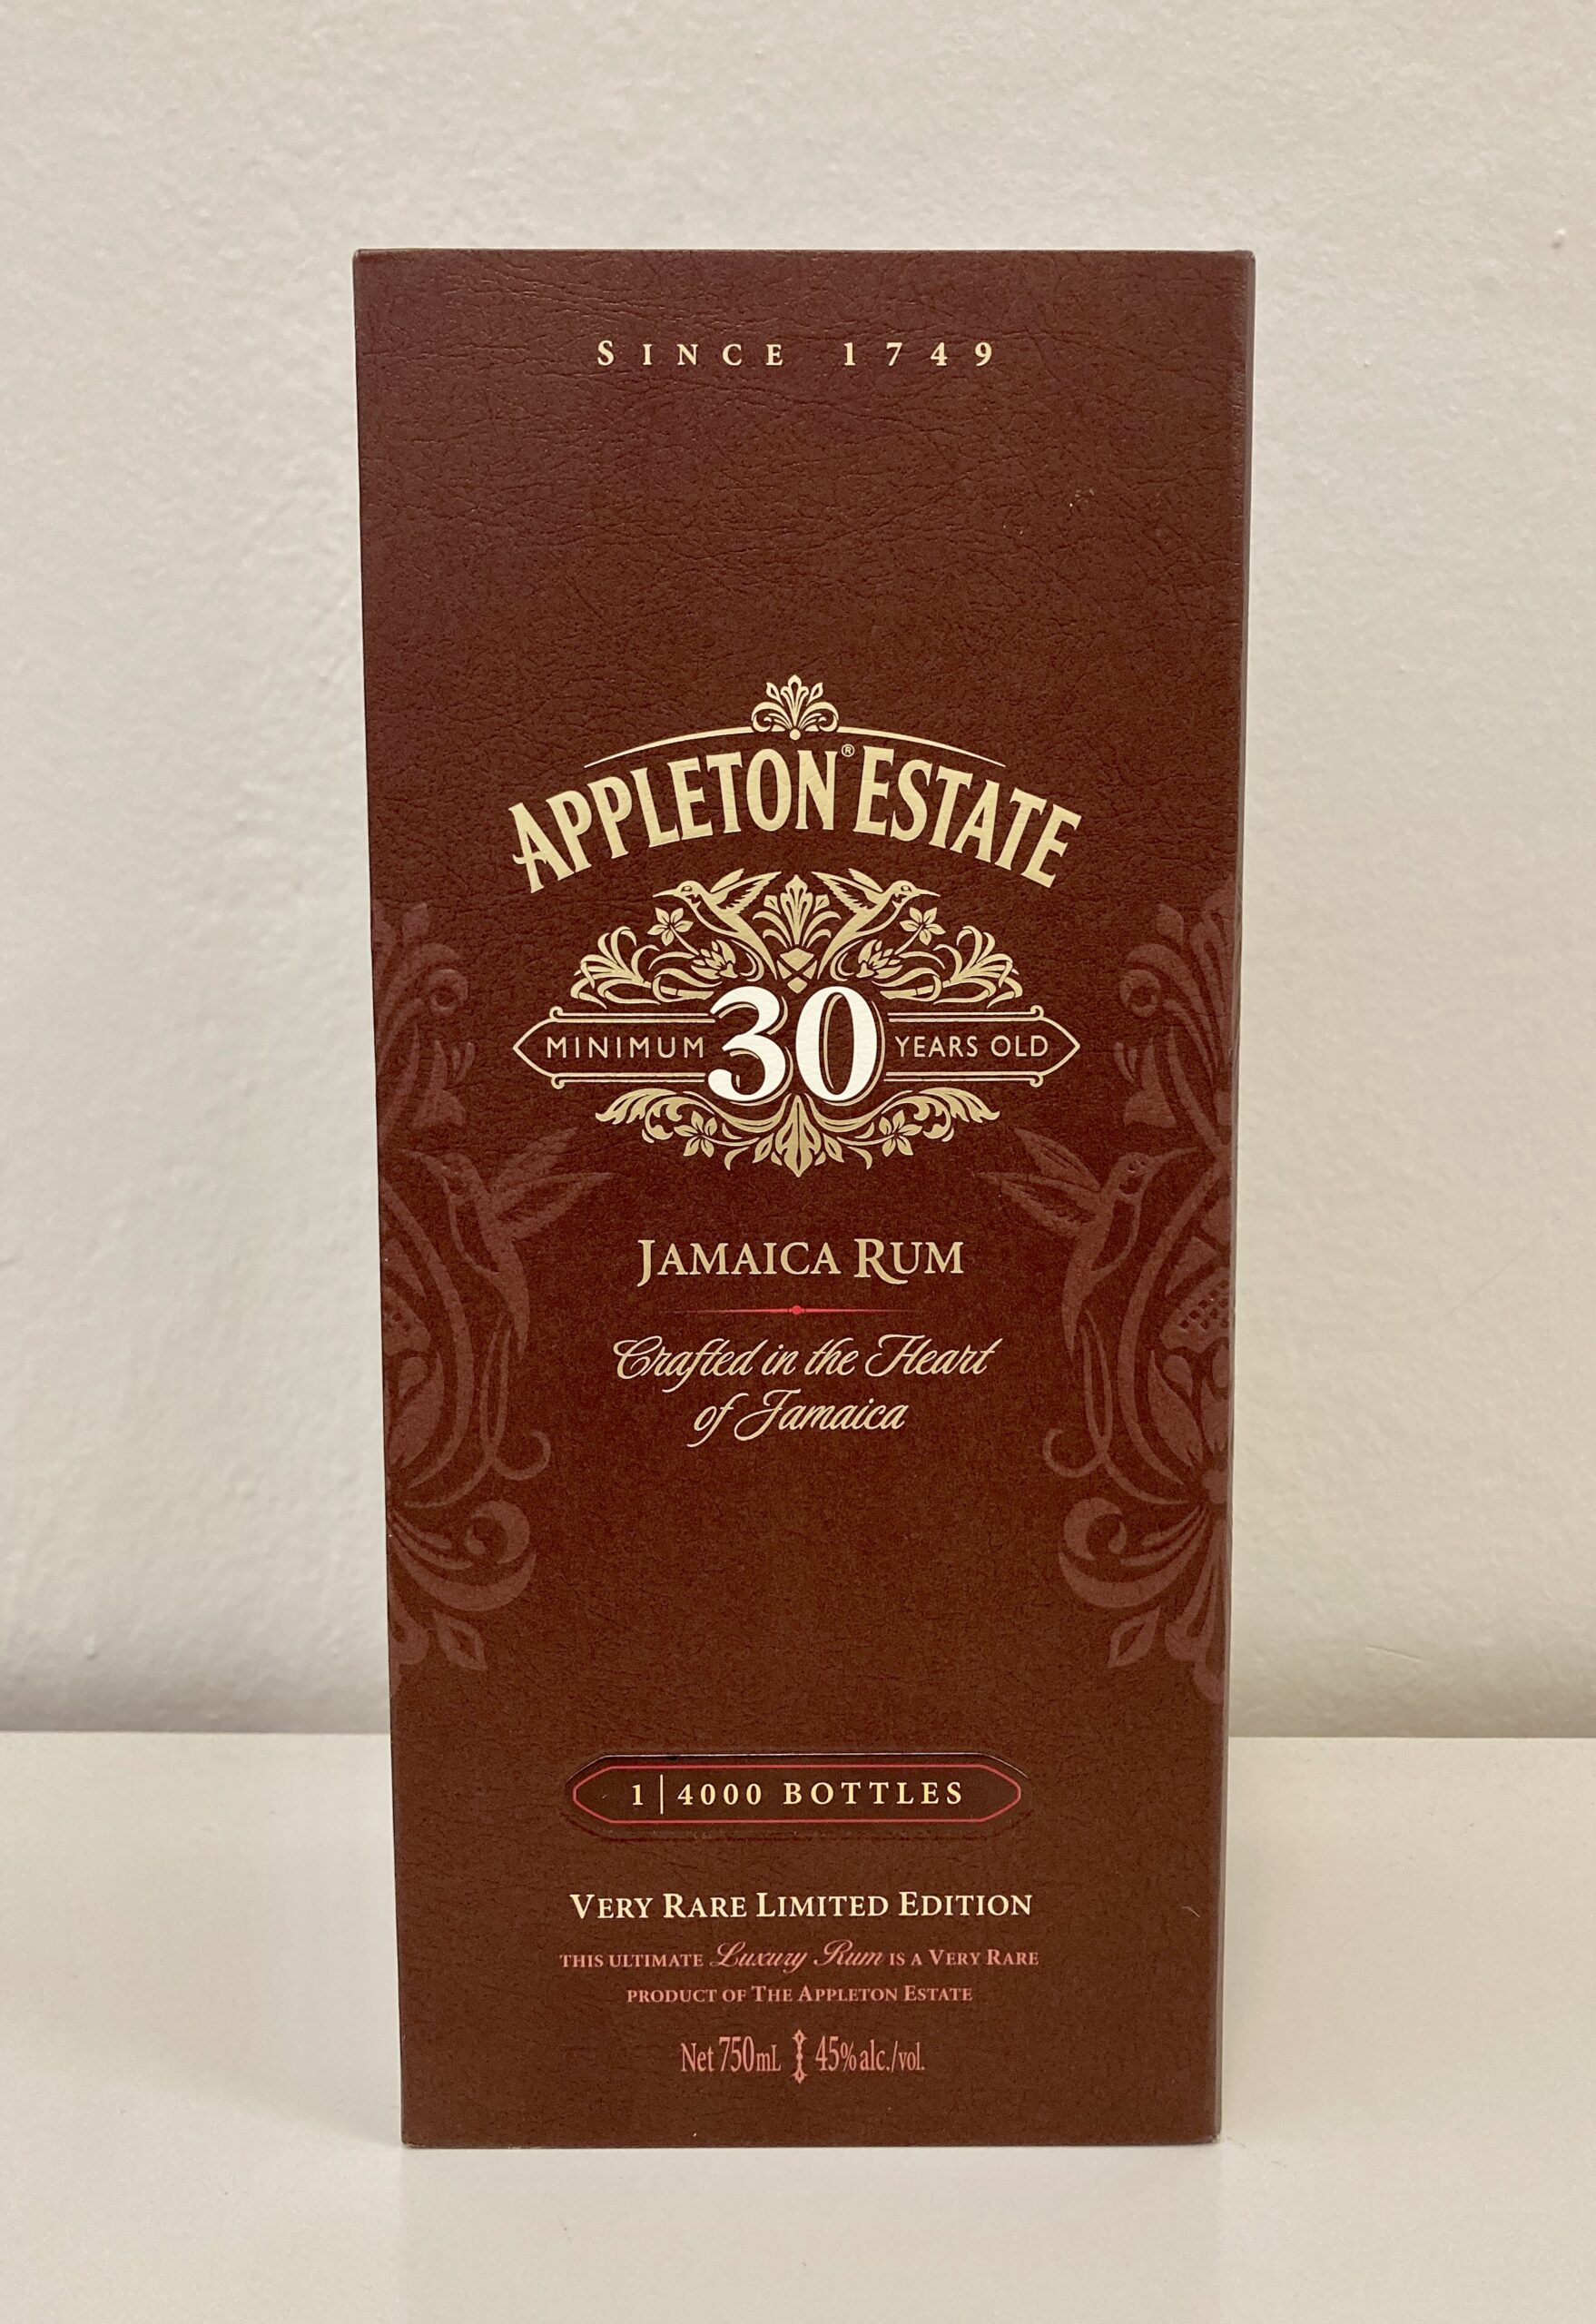 SINCE 1749
APPLETON® ESTATE
MINIMUM 30 YEARS OLD
JAMAICA RUM
Crafted in the Heart
of Jamaica
1 | 4000 BOTTLES
VERY RARE LIMITED EDITION
THIS ULTIMATE Luxury Rum IS A VERY RARE
PRODUCT OF THE APPLETON ESTATE
Net 750mL 45% alc./vol.